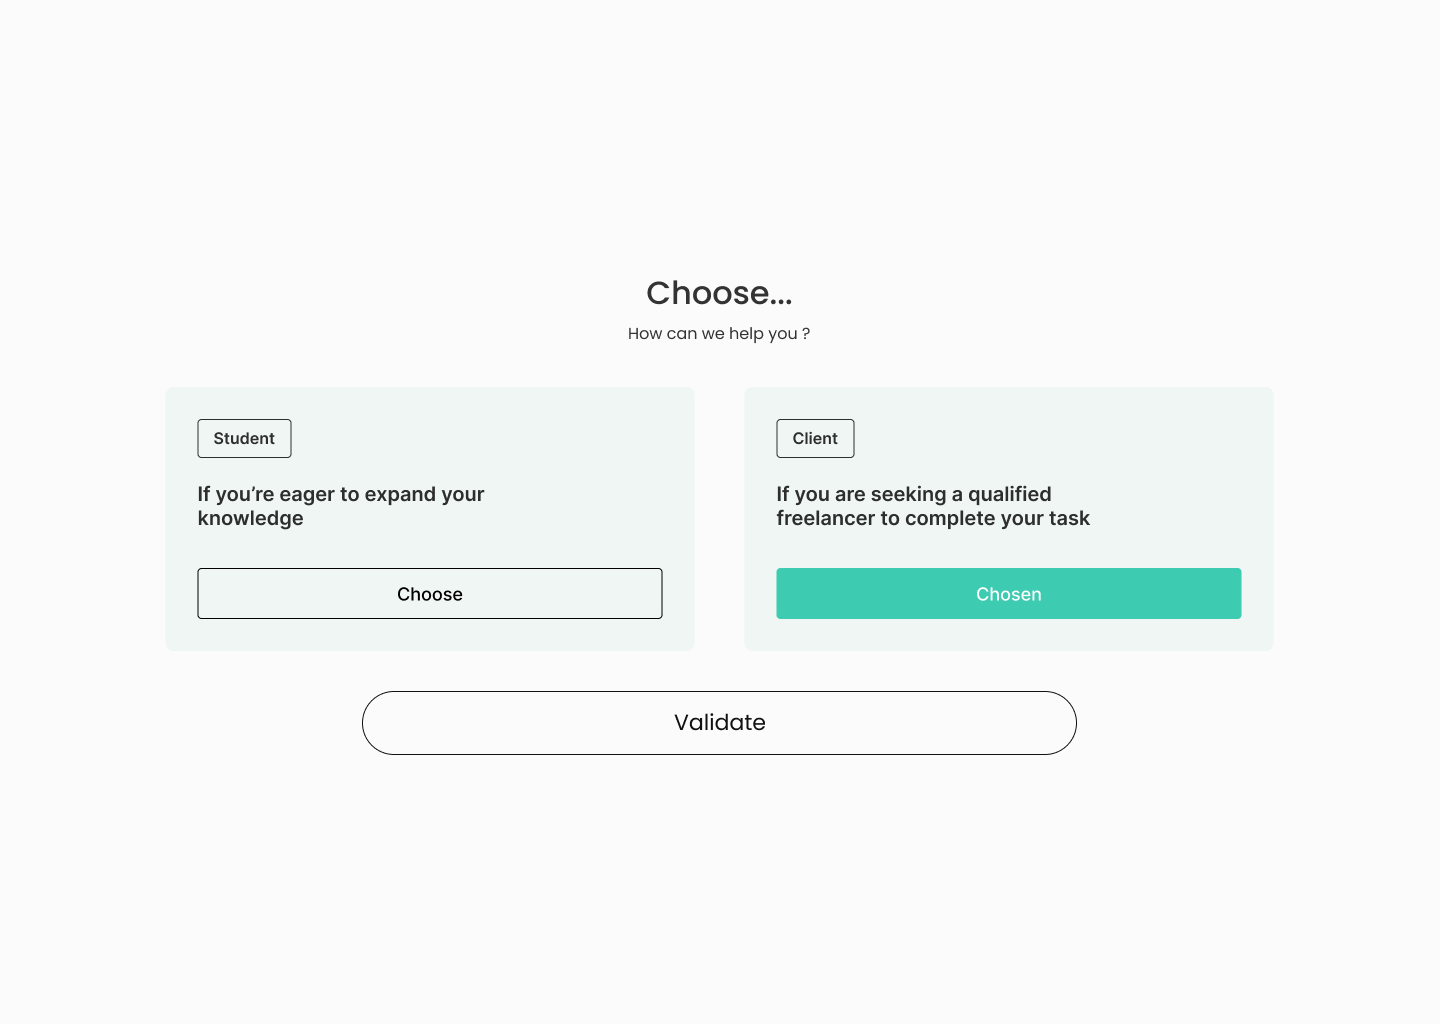 Choose...
How can we help you ?
Student
If you’re eager to expand your
knowledge
Choose
Client
If you are seeking a qualified
freelancer to complete your task
Chosen
Validate